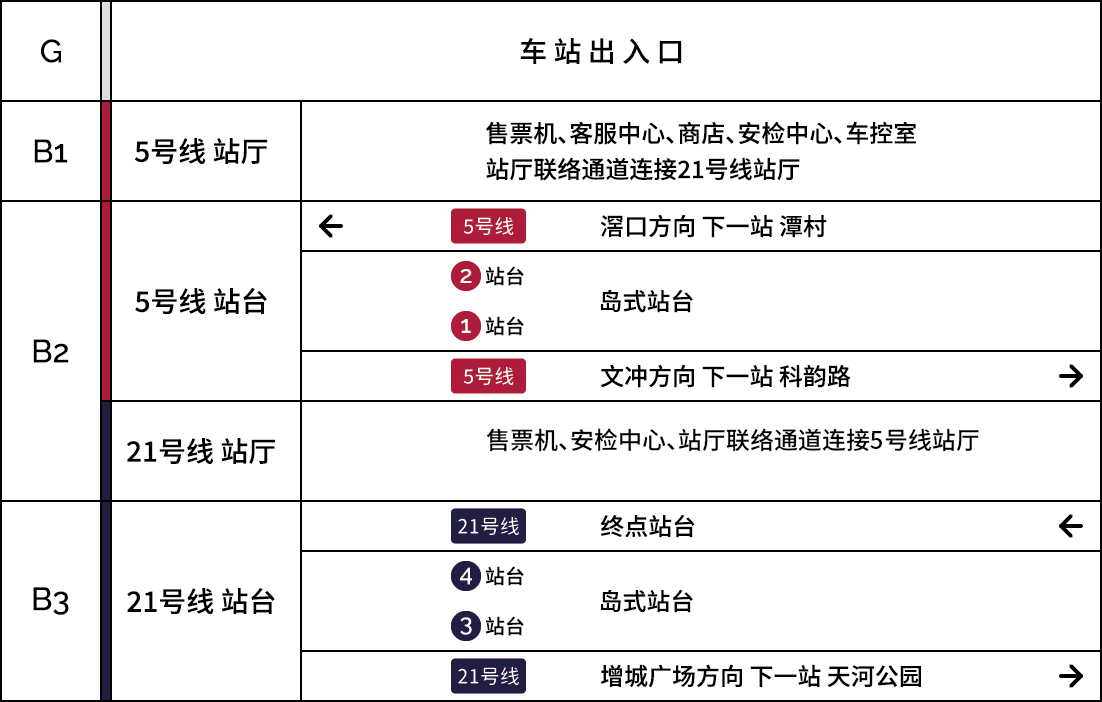 G
车站出入口
B1
5号线 站厅
售票机、客服中心、商店、安检中心、车控室
站厅联络通道连接21号线站厅
B2
5号线 站台
← 5号线 滘口方向 下一站 潭村
2 站台
岛式站台
1 站台
5号线 文冲方向 下一站 科韵路 →
21号线 站厅
售票机、安检中心、站厅联络通道连接5号线站厅
B3
21号线 站台
21号线 终点站台 ←
4 站台
岛式站台
3 站台
21号线 增城广场方向 下一站 天河公园 →